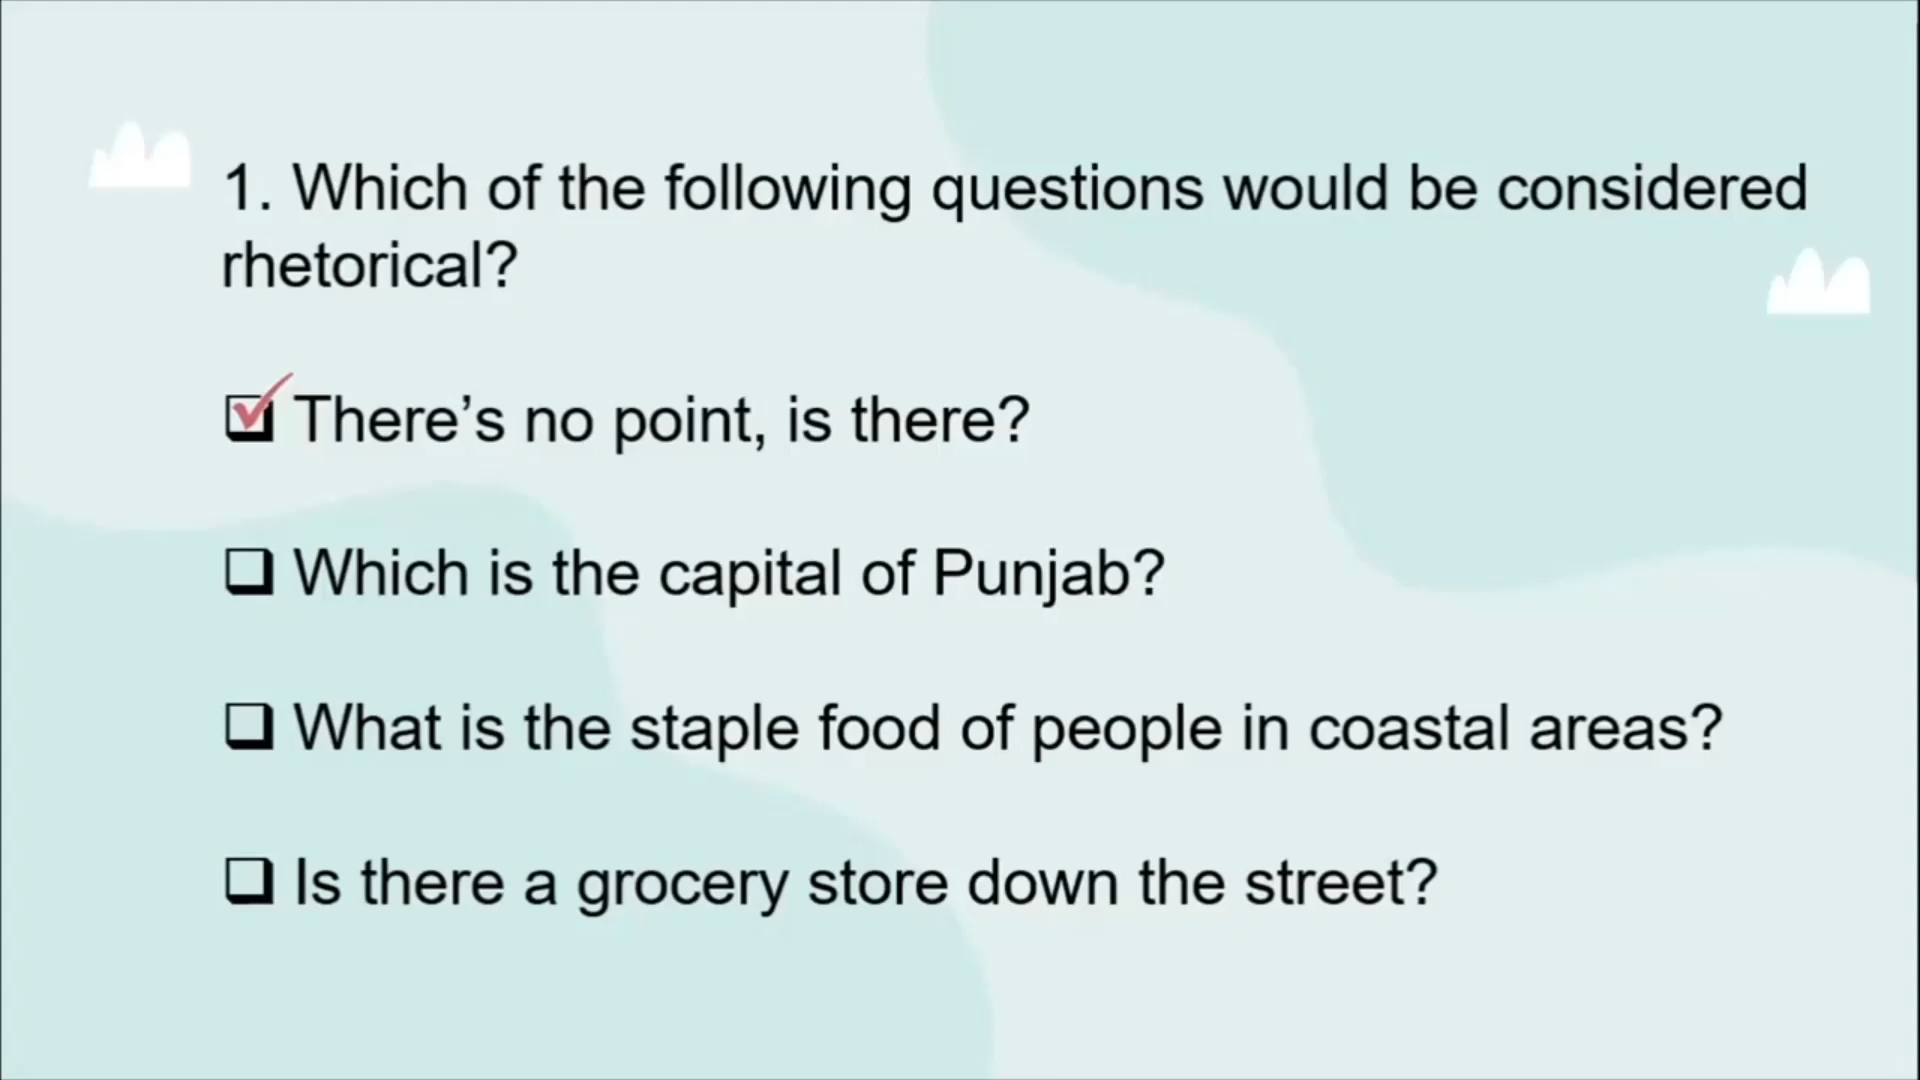 1. Which of the following questions would be considered
rhetorical?
There’s no point, is there?
Which is the capital of Punjab?
What is the staple food of people in coastal areas?
Is there a grocery store down the street?